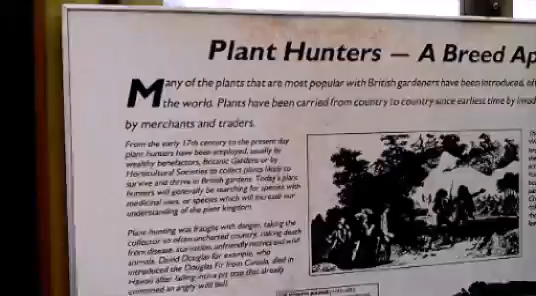 Plant Hunters — A Breed Ap
Many of the plants that are most popular with British gardeners have been introduced, of
the world. Plants have been carried from country to country since earliest time by invad
by merchants and traders.
From the early 17th century to the present day
plant hunters have been employed, usually by
wealthy benefactors, Botanic Gardens or by
Horticultural Societies to collect plants likely to
survive and thrive in British gardens. Today's plant
hunters will generally be searching for species with
medicinal uses, or species which will increase our
understanding of the plant kingdom.
Plant hunting was fraught with danger, taking the
collector to often uncharted country, risking death
from disease, starvation, unfriendly natives and wild
animals. David Douglas for example, who
introduced the Douglas Fir from Canada, died in
Hawaii after falling into a pit trap that already
contained an angry wild bull.